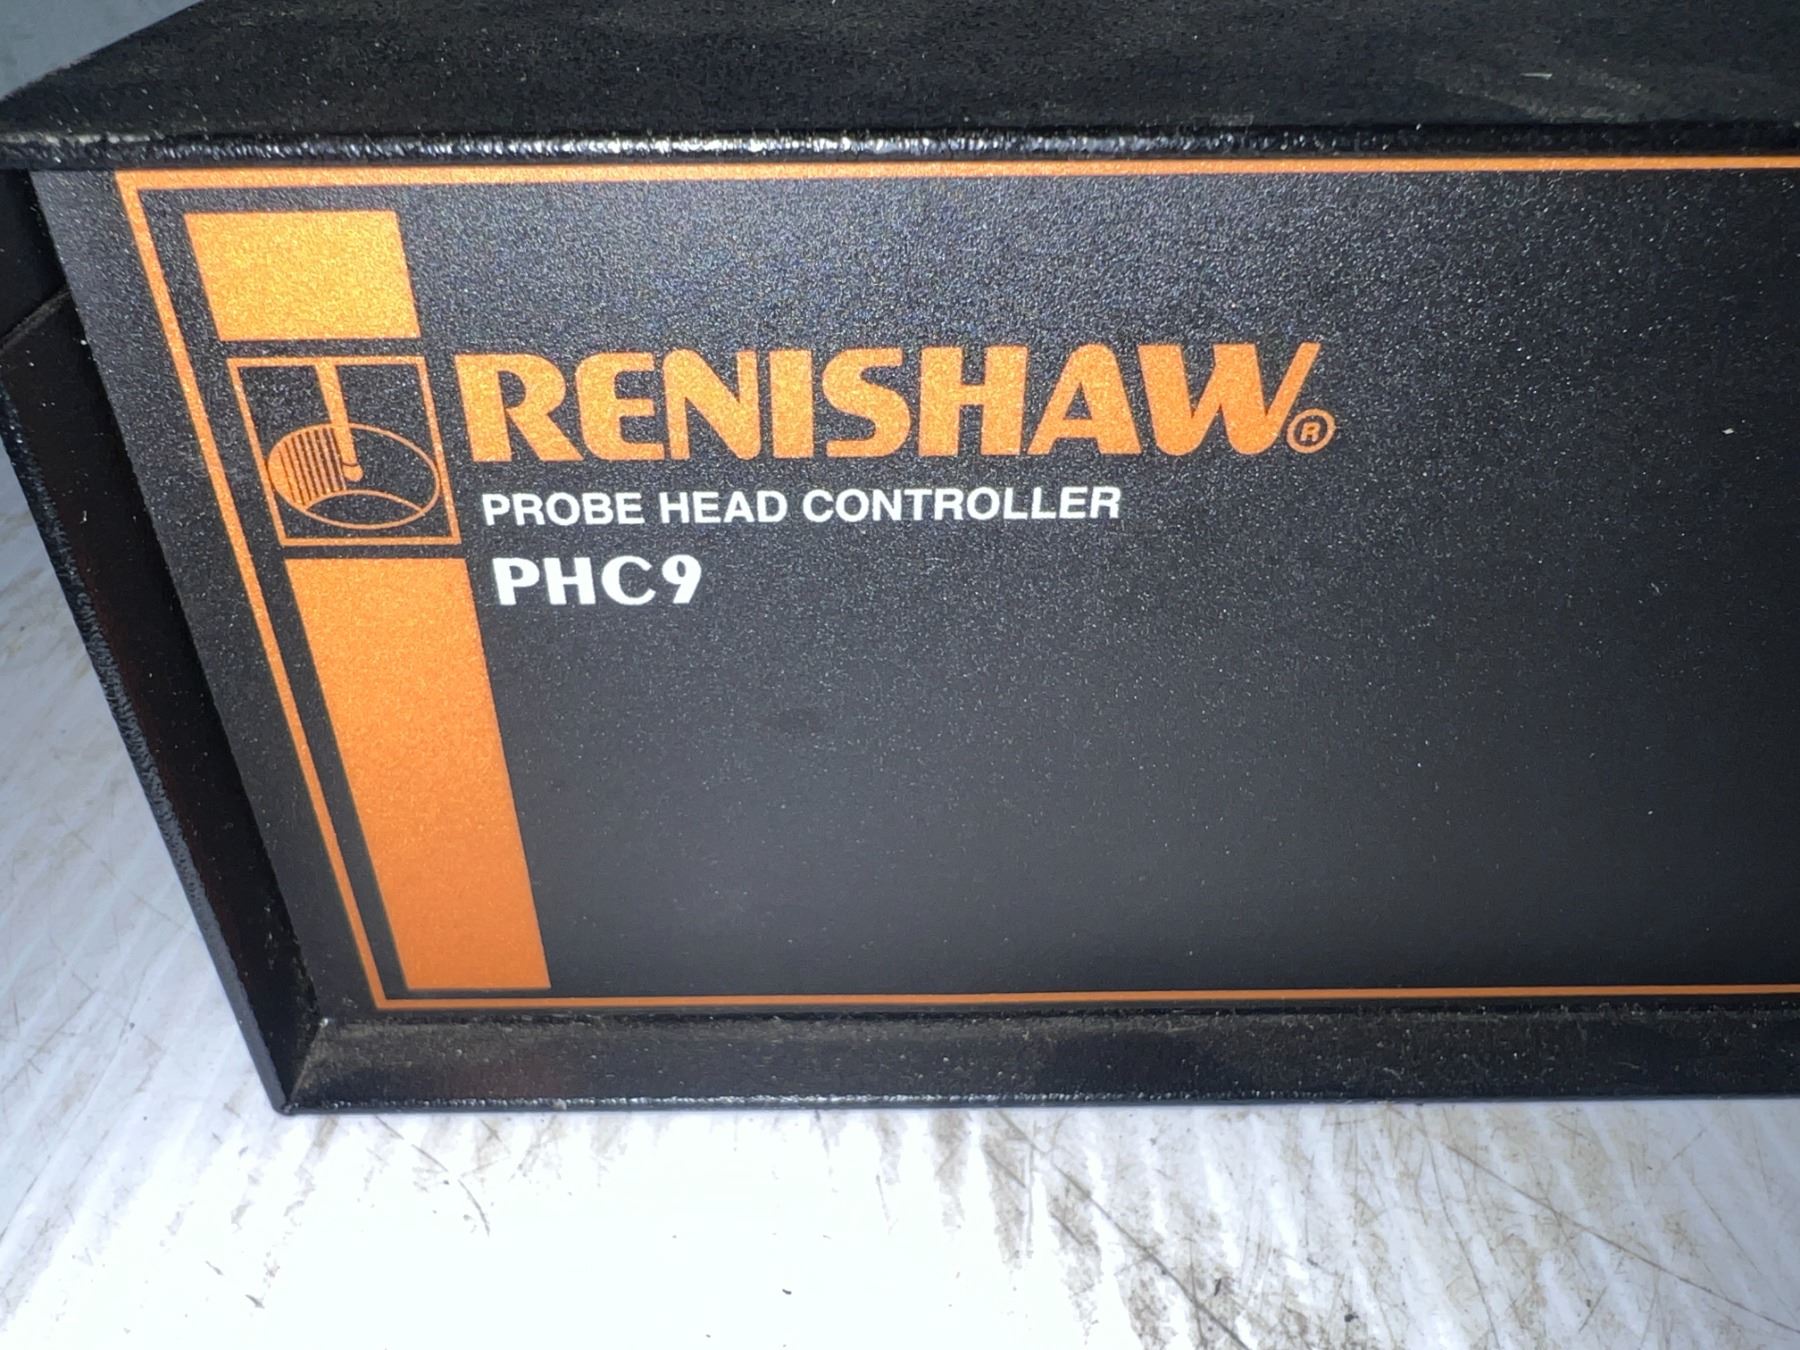 RENISHAW®
PROBE HEAD CONTROLLER
PHC9